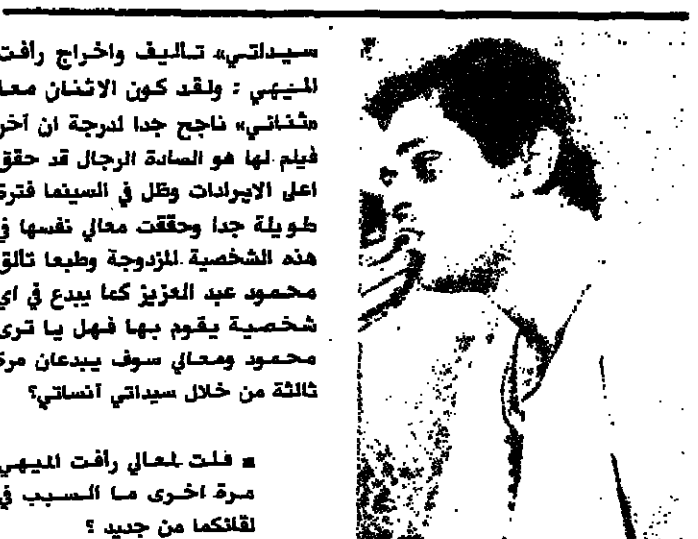 سيداتي» تأليف واخراج رأفت
الميهي : ولقد كون الاثنان معا
«ثنائي» ناجح جدا لدرجة ان آخر
فيلم لها هو السادة الرجال قد حقق
اعلى الايرادات وظل في السينما فترة
طويلة جدا وحققت معالي نفسها في
هذه الشخصية المزدوجة وطبعا تألق
محمود عبد العزيز كما يبدع في اي
شخصية يقوم بها فهل يا ترى
محمود ومعالي سوف يبدعان مرة
ثالثة من خلال سيداتي آنساتي؟
■ قلت لمعالي رأفت الميهي
مرة اخرى ما السبب في
لقائكما من جديد ؟